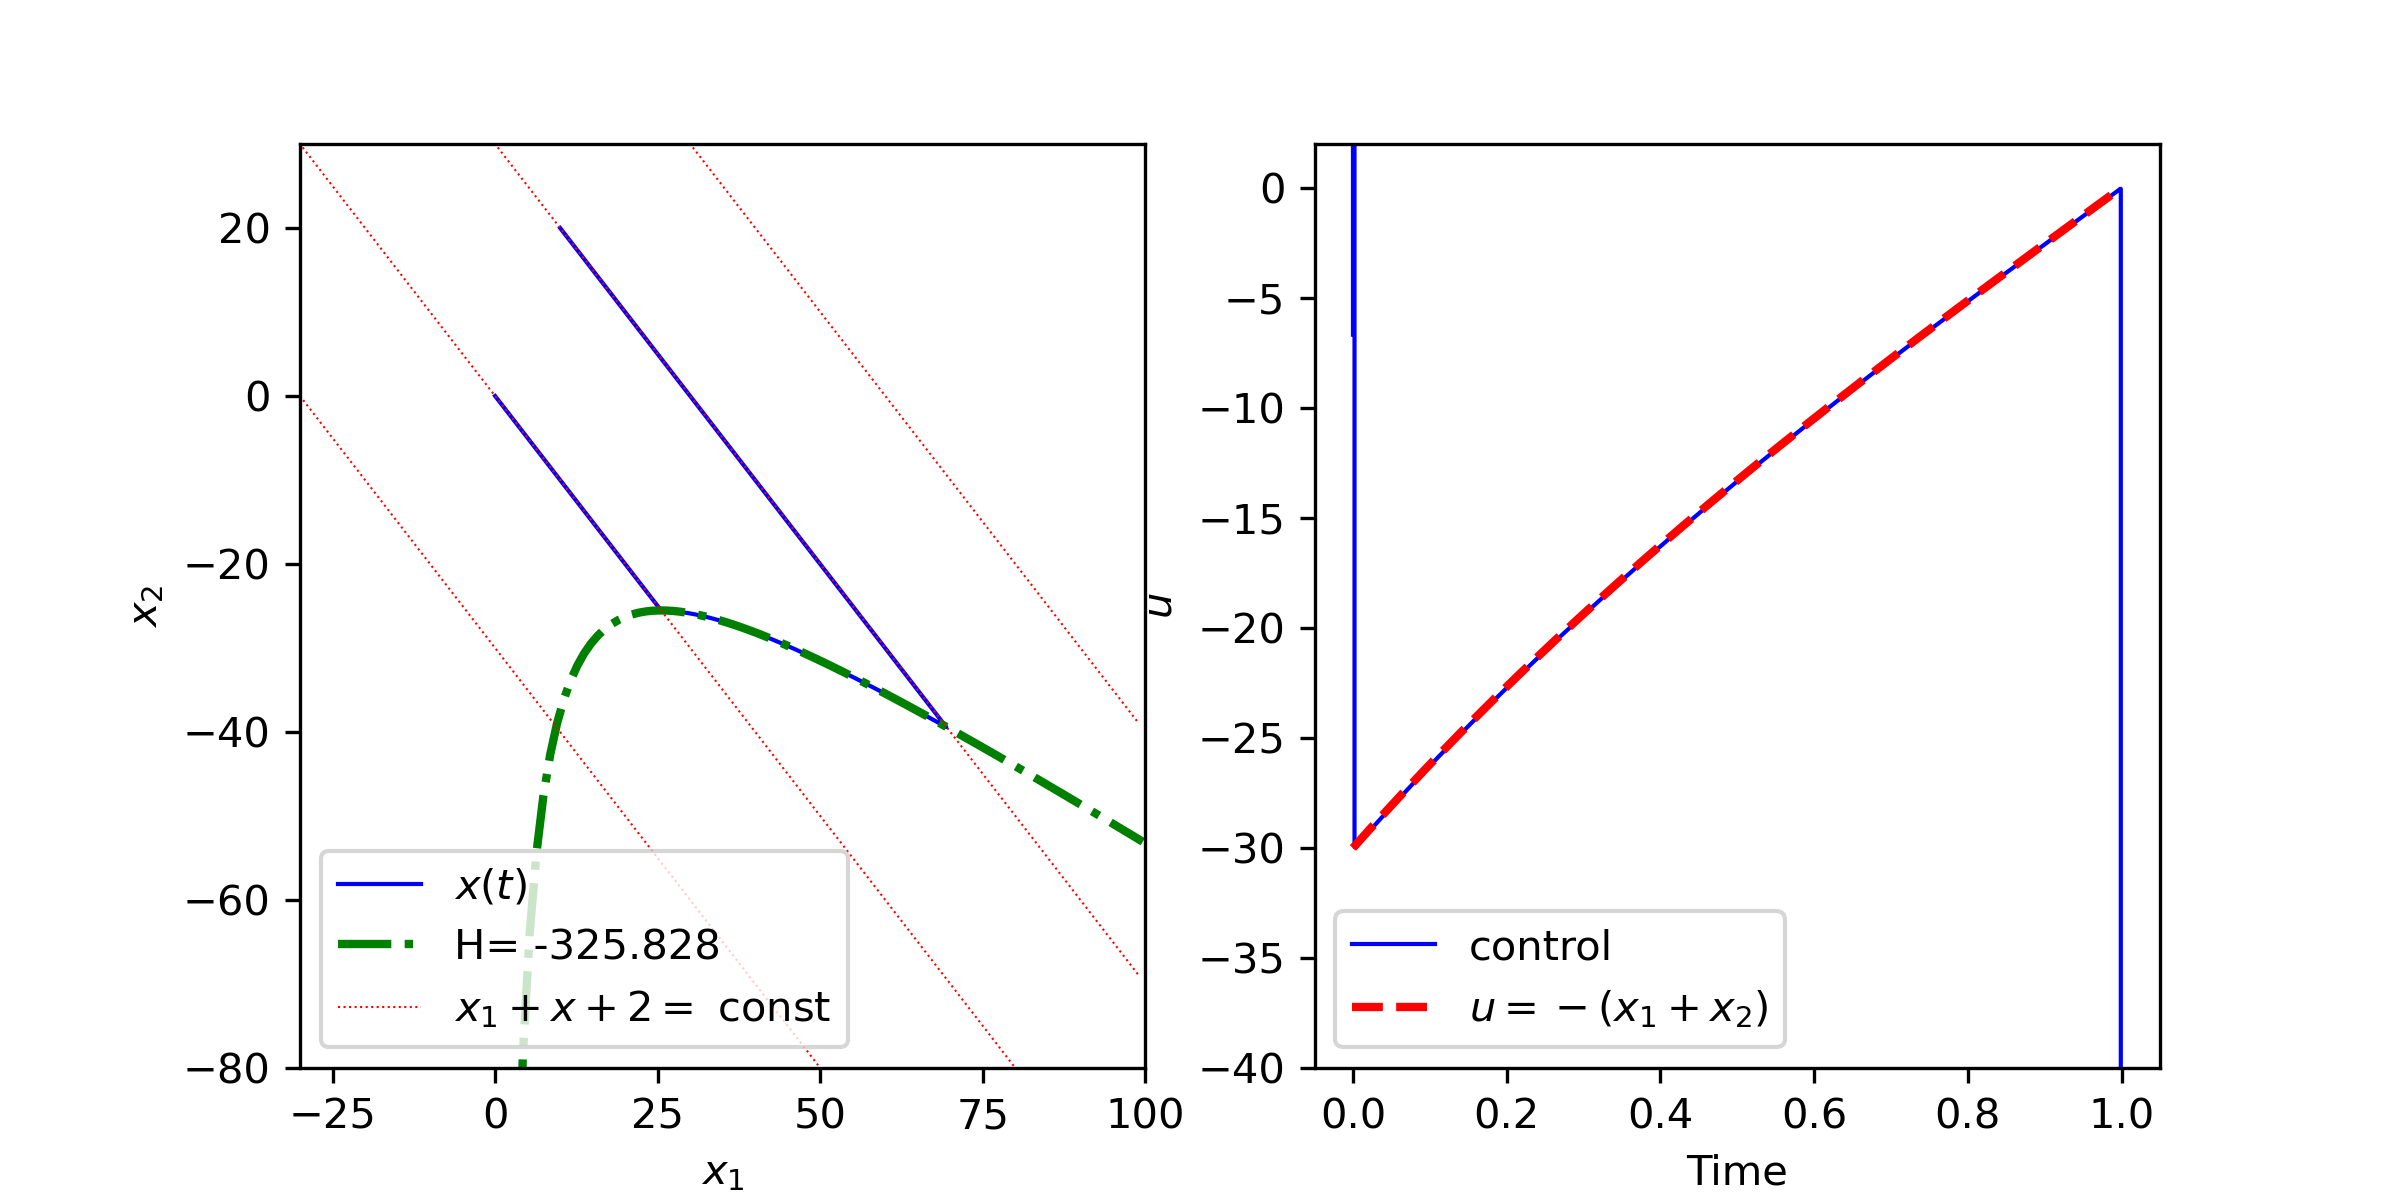 20
0
−20
−40
−60
−80
−25 0 25 50 75 100
x₂
x₁
x(t)
H= -325.828
x₁ + x + 2 = const
0
−5
−10
−15
−20
−25
−30
−35
−40
0.0 0.2 0.4 0.6 0.8 1.0
u
Time
control
u = −(x₁ + x₂)